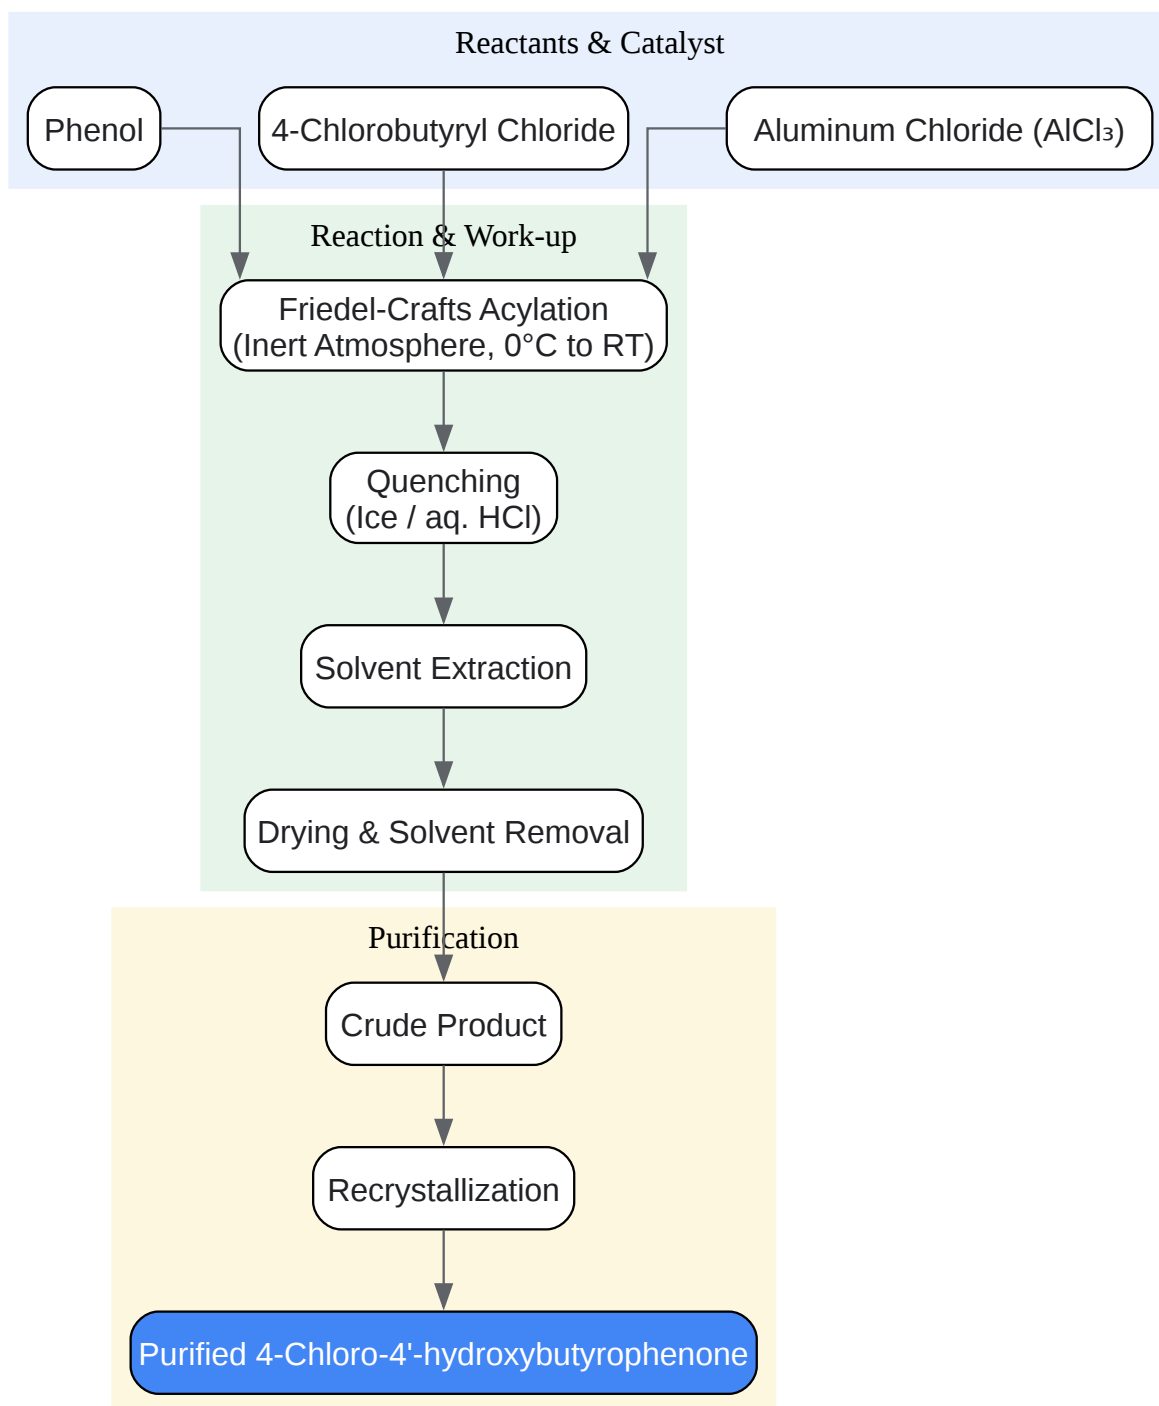 Reactants & Catalyst
Phenol
4-Chlorobutyryl Chloride
Aluminum Chloride (AlCl₃)
Reaction & Work-up
Friedel-Crafts Acylation
(Inert Atmosphere, 0°C to RT)
Quenching
(Ice / aq. HCl)
Solvent Extraction
Drying & Solvent Removal
Purification
Crude Product
Recrystallization
Purified 4-Chloro-4'-hydroxybutyrophenone